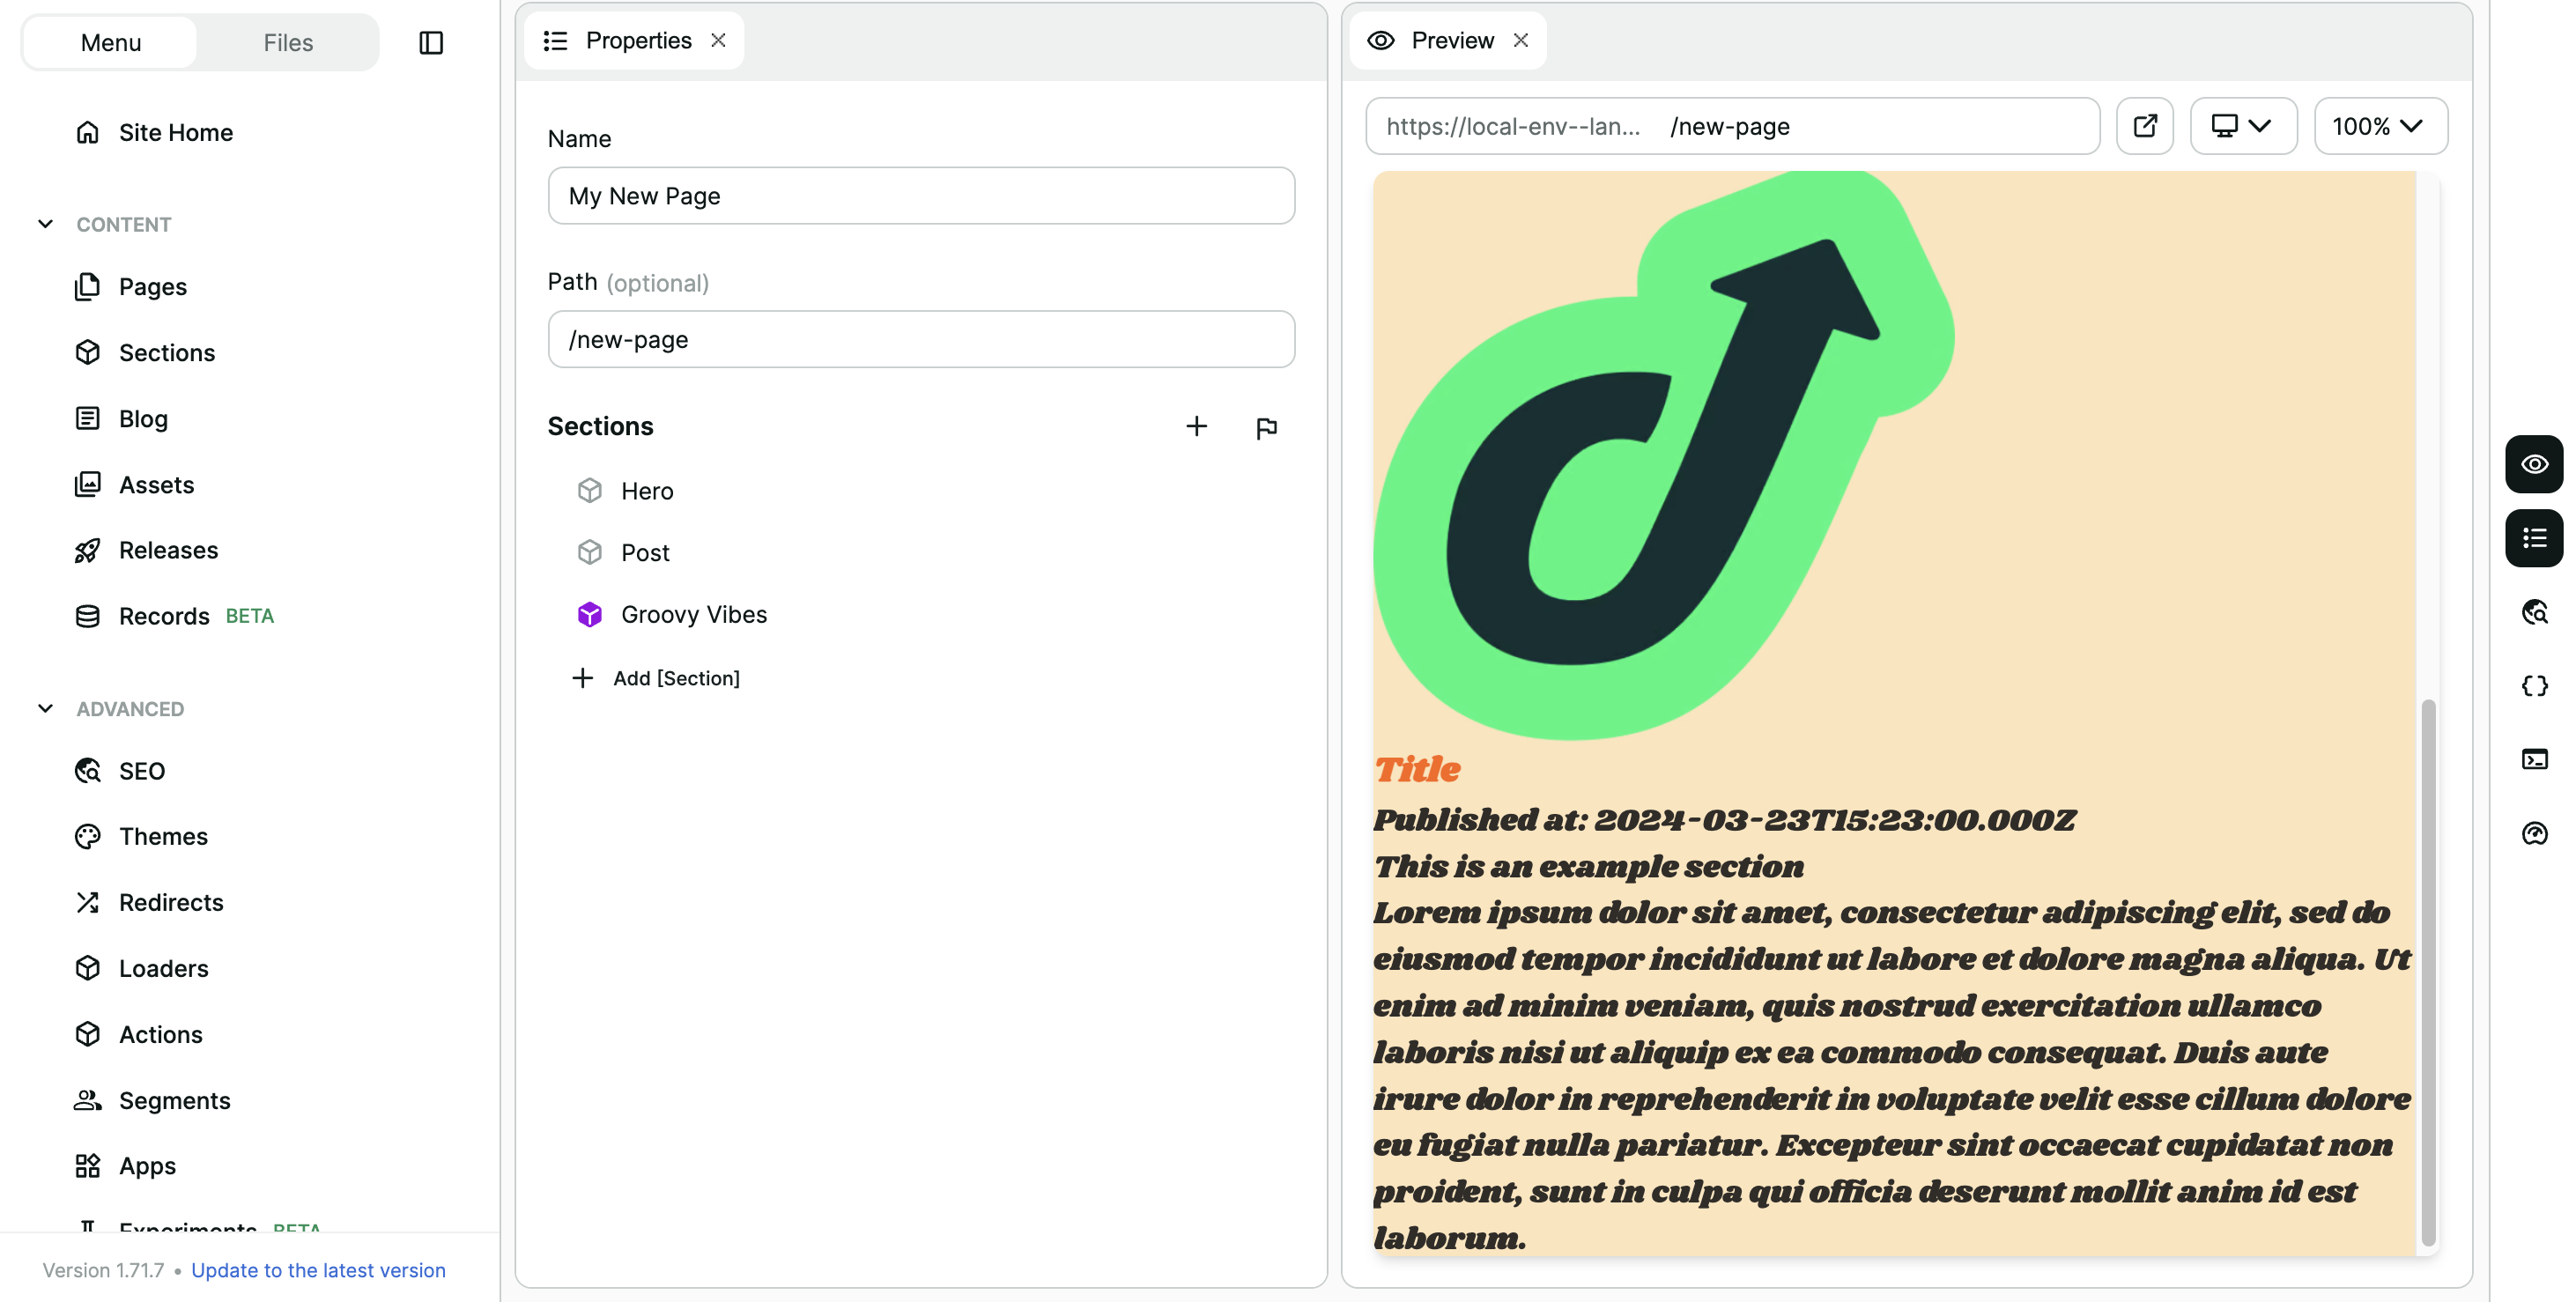 Menu
Files
Site Home
CONTENT
Pages
Sections
Blog
Assets
Releases
Records BETA
ADVANCED
SEO
Themes
Redirects
Loaders
Actions
Segments
Apps
Experiments BETA
Version 1.71.7 • Update to the latest version
Properties
Name
My New Page
Path (optional)
/new-page
Sections
Hero
Post
Groovy Vibes
Add [Section]
Preview
https://local-env--lan... /new-page
100%
Title
Published at: 2024-03-23T15:23:00.000Z
This is an example section
Lorem ipsum dolor sit amet, consectetur adipiscing elit, sed do
eiusmod tempor incididunt ut labore et dolore magna aliqua. Ut
enim ad minim veniam, quis nostrud exercitation ullamco
laboris nisi ut aliquip ex ea commodo consequat. Duis aute
irure dolor in reprehenderit in voluptate velit esse cillum dolore
eu fugiat nulla pariatur. Excepteur sint occaecat cupidatat non
proident, sunt in culpa qui officia deserunt mollit anim id est
laborum.